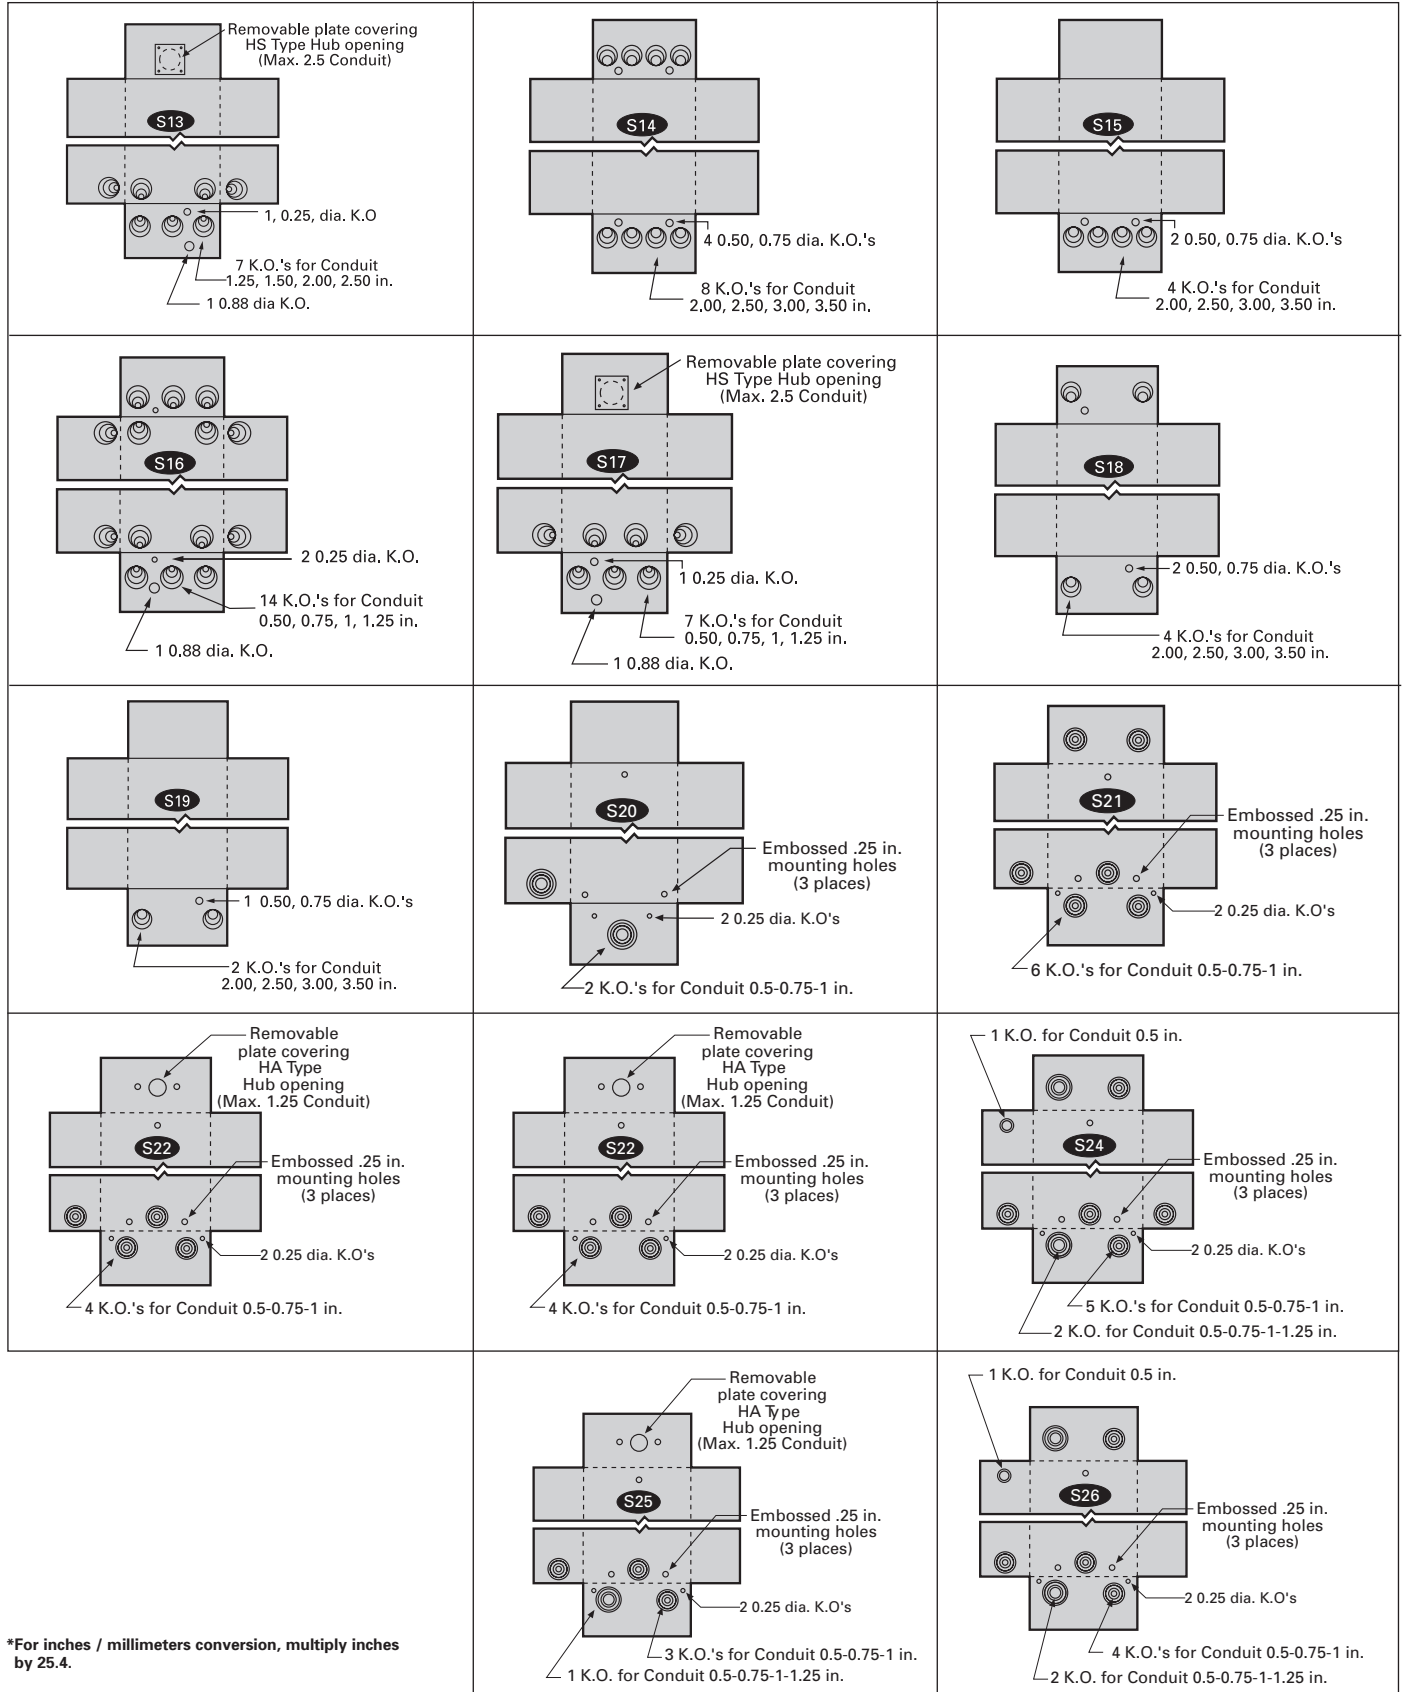 Removable plate covering
HS Type Hub opening
(Max. 2.5 Conduit)
S13
1, 0.25, dia. K.O
7 K.O.'s for Conduit
1.25, 1.50, 2.00, 2.50 in.
1 0.88 dia K.O.
S14
4 0.50, 0.75 dia. K.O.'s
8 K.O.'s for Conduit
2.00, 2.50, 3.00, 3.50 in.
S15
2 0.50, 0.75 dia. K.O.'s
4 K.O.'s for Conduit
2.00, 2.50, 3.00, 3.50 in.
S16
2 0.25 dia. K.O.
14 K.O.'s for Conduit
0.50, 0.75, 1, 1.25 in.
1 0.88 dia. K.O.
Removable plate covering
HS Type Hub opening
(Max. 2.5 Conduit)
S17
1 0.25 dia. K.O.
7 K.O.'s for Conduit
0.50, 0.75, 1, 1.25 in.
1 0.88 dia. K.O.
S18
2 0.50, 0.75 dia. K.O.'s
4 K.O.'s for Conduit
2.00, 2.50, 3.00, 3.50 in.
S19
1 0.50, 0.75 dia. K.O.'s
2 K.O.'s for Conduit
2.00, 2.50, 3.00, 3.50 in.
S20
Embossed .25 in.
mounting holes
(3 places)
2 0.25 dia. K.O's
2 K.O.'s for Conduit 0.5-0.75-1 in.
S21
Embossed .25 in.
mounting holes
(3 places)
2 0.25 dia. K.O's
6 K.O.'s for Conduit 0.5-0.75-1 in.
Removable
plate covering
HA Type
Hub opening
(Max. 1.25 Conduit)
S22
Embossed .25 in.
mounting holes
(3 places)
2 0.25 dia. K.O's
4 K.O.'s for Conduit 0.5-0.75-1 in.
Removable
plate covering
HA Type
Hub opening
(Max. 1.25 Conduit)
S22
Embossed .25 in.
mounting holes
(3 places)
2 0.25 dia. K.O's
4 K.O.'s for Conduit 0.5-0.75-1 in.
1 K.O. for Conduit 0.5 in.
S24
Embossed .25 in.
mounting holes
(3 places)
2 0.25 dia. K.O's
5 K.O.'s for Conduit 0.5-0.75-1 in.
2 K.O. for Conduit 0.5-0.75-1-1.25 in.
Removable
plate covering
HA Type
Hub opening
(Max. 1.25 Conduit)
S25
Embossed .25 in.
mounting holes
(3 places)
2 0.25 dia. K.O's
3 K.O.'s for Conduit 0.5-0.75-1 in.
1 K.O. for Conduit 0.5-0.75-1-1.25 in.
1 K.O. for Conduit 0.5 in.
S26
Embossed .25 in.
mounting holes
(3 places)
2 0.25 dia. K.O's
4 K.O.'s for Conduit 0.5-0.75-1 in.
2 K.O. for Conduit 0.5-0.75-1-1.25 in.
*For inches / millimeters conversion, multiply inches
by 25.4.